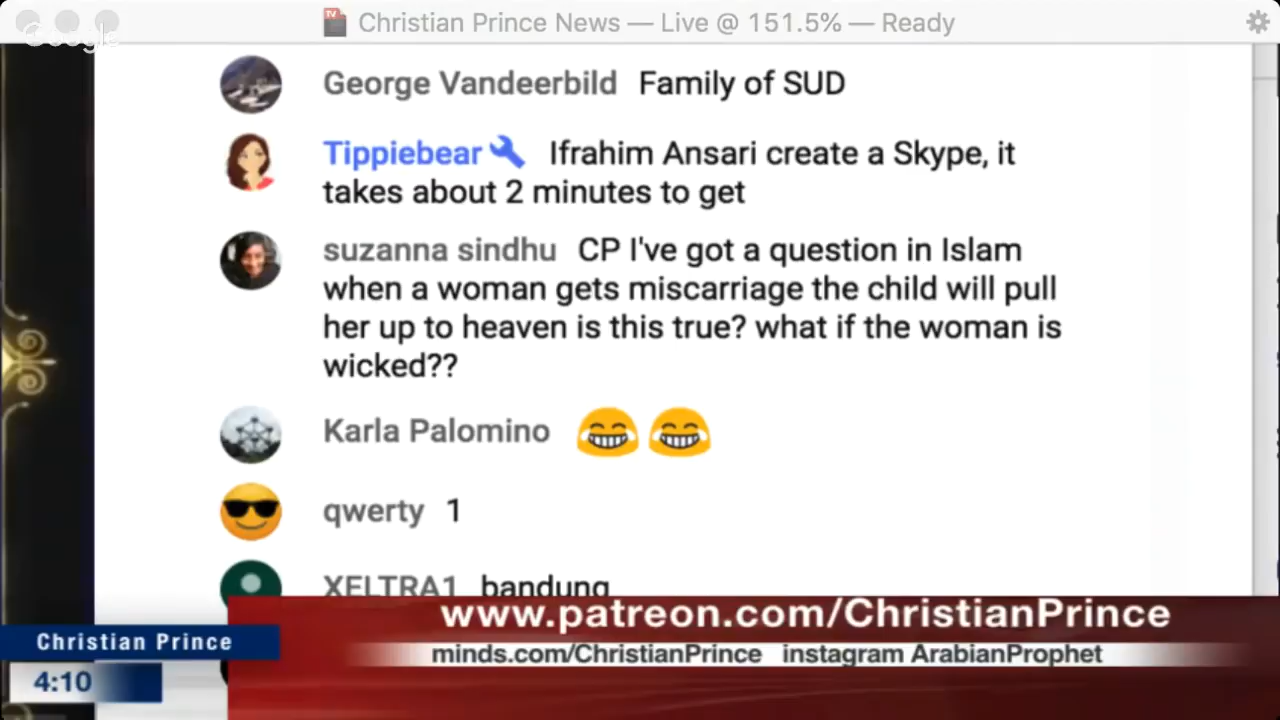 Christian Prince News — Live @ 151.5% — Ready
Google
George Vandeerbild Family of SUD
Tippiebear Ifrahim Ansari create a Skype, it
takes about 2 minutes to get
suzanna sindhu CP I've got a question in Islam
when a woman gets miscarriage the child will pull
her up to heaven is this true? what if the woman is
wicked??
Karla Palomino 😂😂
qwerty 1
XELTRA1 bandung
www.patreon.com/ChristianPrince
Christian Prince
minds.com/ChristianPrince instagram ArabianProphet
4:10